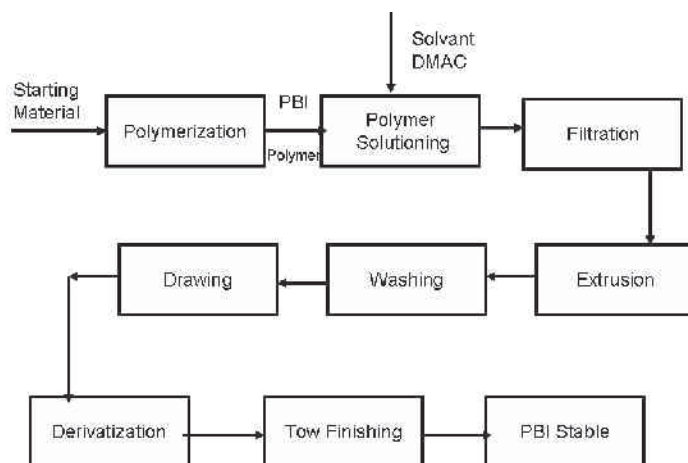 Solvant
DMAC
Starting
Material
Polymerization
PBI
Polymer
Polymer
Solutioning
Filtration
Drawing
Washing
Extrusion
Derivatization
Tow Finishing
PBI Stable